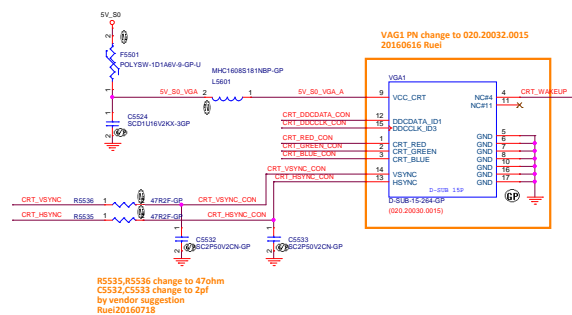 5V_S0
VAG1 PN change to 020.20032.0015
20160616 Ruei
F5501
POLYSW-1D1A6V-9-GP-U
MHC1608S181NBP-GP
L5601
VGA1
5V_S0_VGA 2 1 5V_S0_VGA_A 9 VCC_CRT NC#4 4 CRT_WAKEUP
NC#11 11
C5524
SCD1U16V2KX-3GP
CRT_DDCDATA_CON 12 DDCDATA_ID1
CRT_DDCCLK_CON 15 DDCCLK_ID3
GND 5
CRT_RED_CON 1 CRT_RED GND 6
CRT_GREEN_CON 2 CRT_GREEN GND 7
CRT_BLUE_CON 3 CRT_BLUE GND 8
GND 10
CRT_VSYNC_CON 14 VSYNC GND 16
CRT_HSYNC_CON 13 HSYNC GND 17
D-SUB 15P
CRT_VSYNC R5536 1 47R2F-GP CRT_VSYNC_CON
D-SUB-15-264-GP
GP
CRT_HSYNC R5535 1 47R2F-GP CRT_HSYNC_CON
(020.20030.0015)
C5532
SC2P50V2CN-GP
C5533
SC2P50V2CN-GP
R5535,R5536 change to 47ohm
C5532,C5533 change to 2pf
by vendor suggestion
Ruei20160718